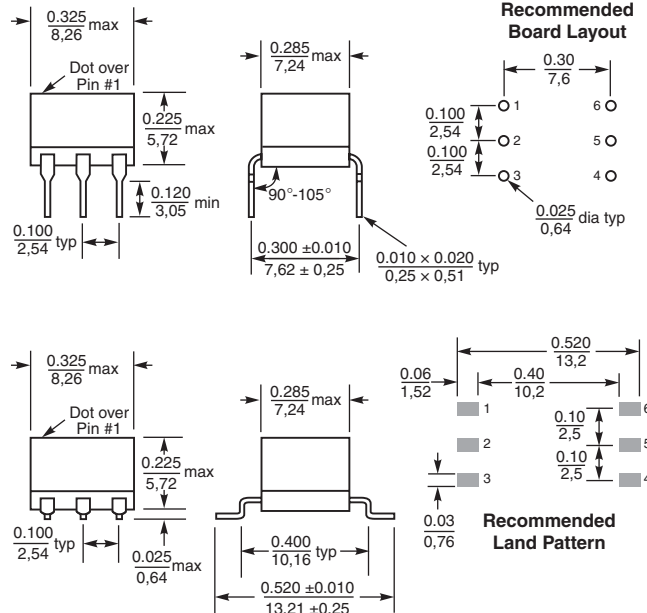 0.325
8,26
max
Dot over
Pin #1
0.225
5,72
max
0.120
3,05
min
0.100
2,54
typ
0.285
7,24
max
90°-105°
0.300 ±0.010
7,62 ± 0,25
0.010 × 0.020
0,25 × 0,51
typ
Recommended
Board Layout
0.30
7,6
1
6
0.100
2,54
2
5
0.100
2,54
3
4
0.025
0,64
dia typ
0.325
8,26
max
Dot over
Pin #1
0.225
5,72
max
0.100
2,54
typ
0.025
0,64
max
0.285
7,24
max
0.400
10,16
typ
0.520 ±0.010
13,21 ±0,25
0.520
13,2
0.06
1,52
0.40
10,2
1
6
0.10
2,5
2
5
0.10
2,5
3
4
0.03
0,76
Recommended
Land Pattern